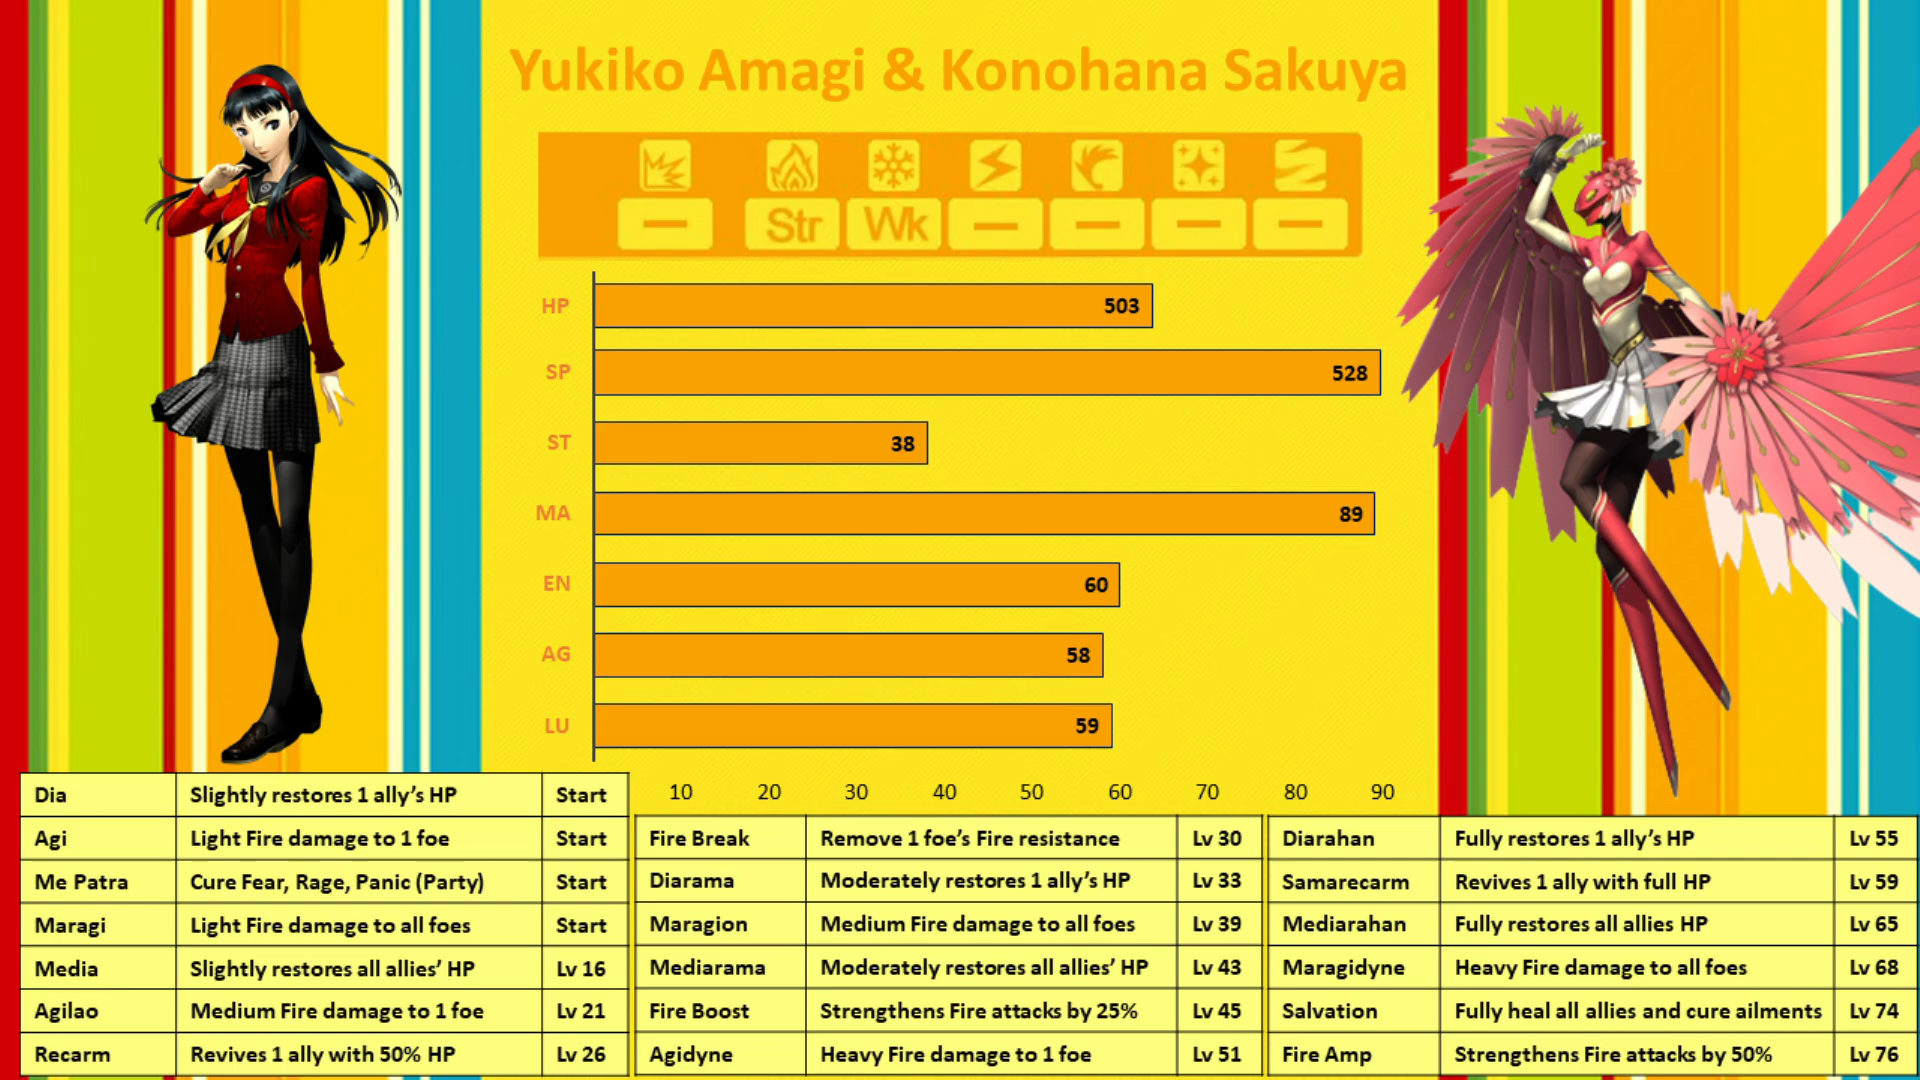 Yukiko Amagi & Konohana Sakuya
— Str Wk — — — —
HP 503
SP 528
ST 38
MA 89
EN 60
AG 58
LU 59
10 20 30 40 50 60 70 80 90
Dia Slightly restores 1 ally’s HP Start
Agi Light Fire damage to 1 foe Start
Me Patra Cure Fear, Rage, Panic (Party) Start
Maragi Light Fire damage to all foes Start
Media Slightly restores all allies’ HP Lv 16
Agilao Medium Fire damage to 1 foe Lv 21
Recarm Revives 1 ally with 50% HP Lv 26
Fire Break Remove 1 foe’s Fire resistance Lv 30
Diarama Moderately restores 1 ally’s HP Lv 33
Maragion Medium Fire damage to all foes Lv 39
Mediarama Moderately restores all allies’ HP Lv 43
Fire Boost Strengthens Fire attacks by 25% Lv 45
Agidyne Heavy Fire damage to 1 foe Lv 51
Diarahan Fully restores 1 ally’s HP Lv 55
Samarecarm Revives 1 ally with full HP Lv 59
Mediarahan Fully restores all allies HP Lv 65
Maragidyne Heavy Fire damage to all foes Lv 68
Salvation Fully heal all allies and cure ailments Lv 74
Fire Amp Strengthens Fire attacks by 50% Lv 76